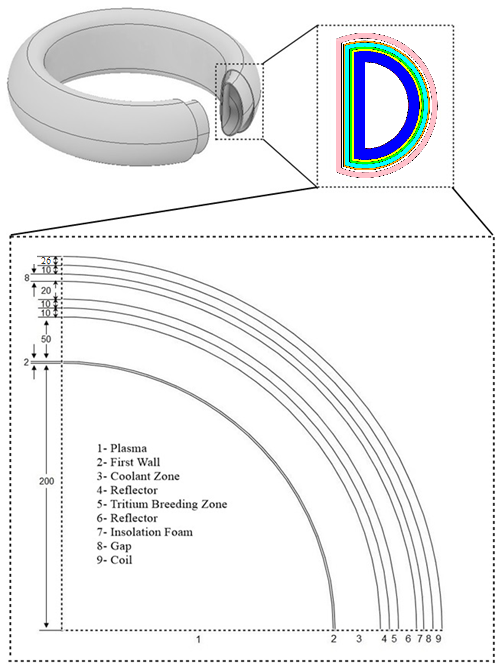 26
10
8
20
10
10
50
2
200
1- Plasma
2- First Wall
3- Coolant Zone
4- Reflector
5- Tritium Breeding Zone
6- Reflector
7- Insolation Foam
8- Gap
9- Coil
1 2 3 4 5 6 7 8 9